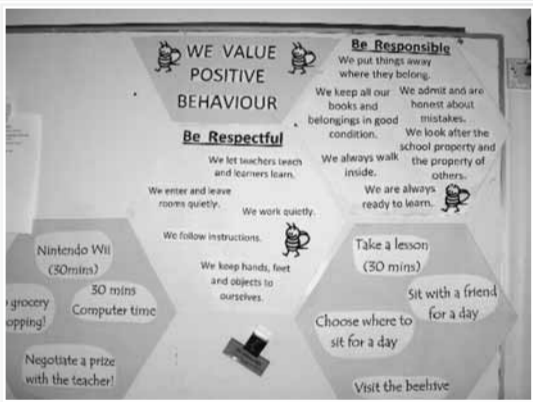 WE VALUE
POSITIVE
BEHAVIOUR
Be Responsible
We put things away
where they belong.
We keep all our
books and
belongings in good
condition.
We admit and are
honest about
mistakes.
We look after the
school property and
the property of
others.
We always walk
inside.
We are always
ready to learn.
Be Respectful
We let teachers teach
and learners learn.
We enter and leave
rooms quietly.
We work quietly.
We follow instructions.
We keep hands, feet
and objects to
ourselves.
Nintendo Wii
(30mins)
30 mins
Computer time
grocery
opping!
Negotiate a prize
with the teacher!
Take a lesson
(30 mins)
Sit with a friend
for a day
Choose where to
sit for a day
Visit the beehive